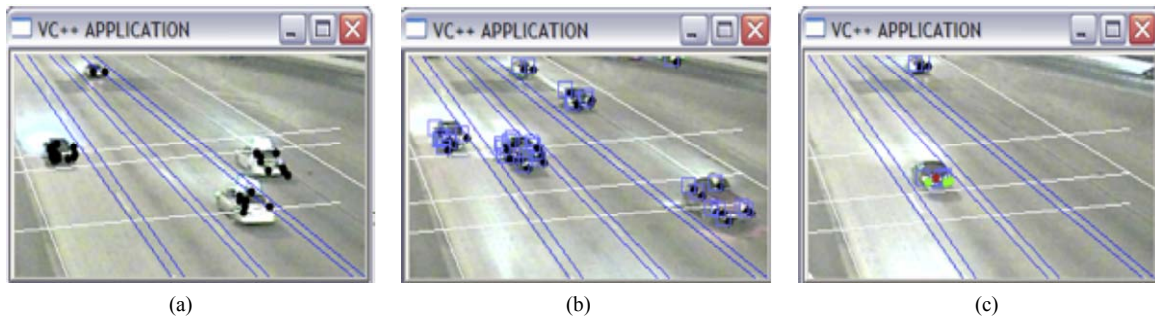 VC++ APPLICATION
VC++ APPLICATION
VC++ APPLICATION
(a)
(b)
(c)